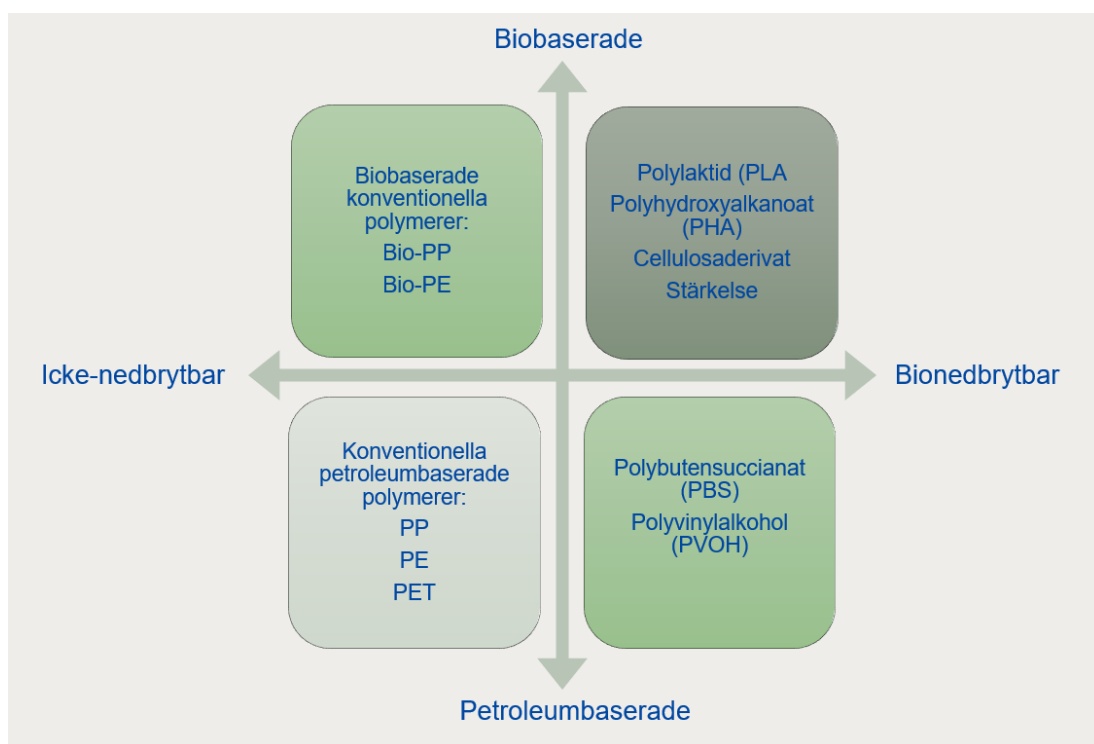 Biobaserade
Biobaserade
konventionella
polymerer:
Bio-PP
Bio-PE
Polylaktid (PLA
Polyhydroxyalkanoat
(PHA)
Cellulosaderivat
Stärkelse
Icke-nedbrytbar
Bionedbrytbar
Konventionella
petroleumbaserade
polymerer:
PP
PE
PET
Polybutensuccianat
(PBS)
Polyvinylalkohol
(PVOH)
Petroleumbaserade